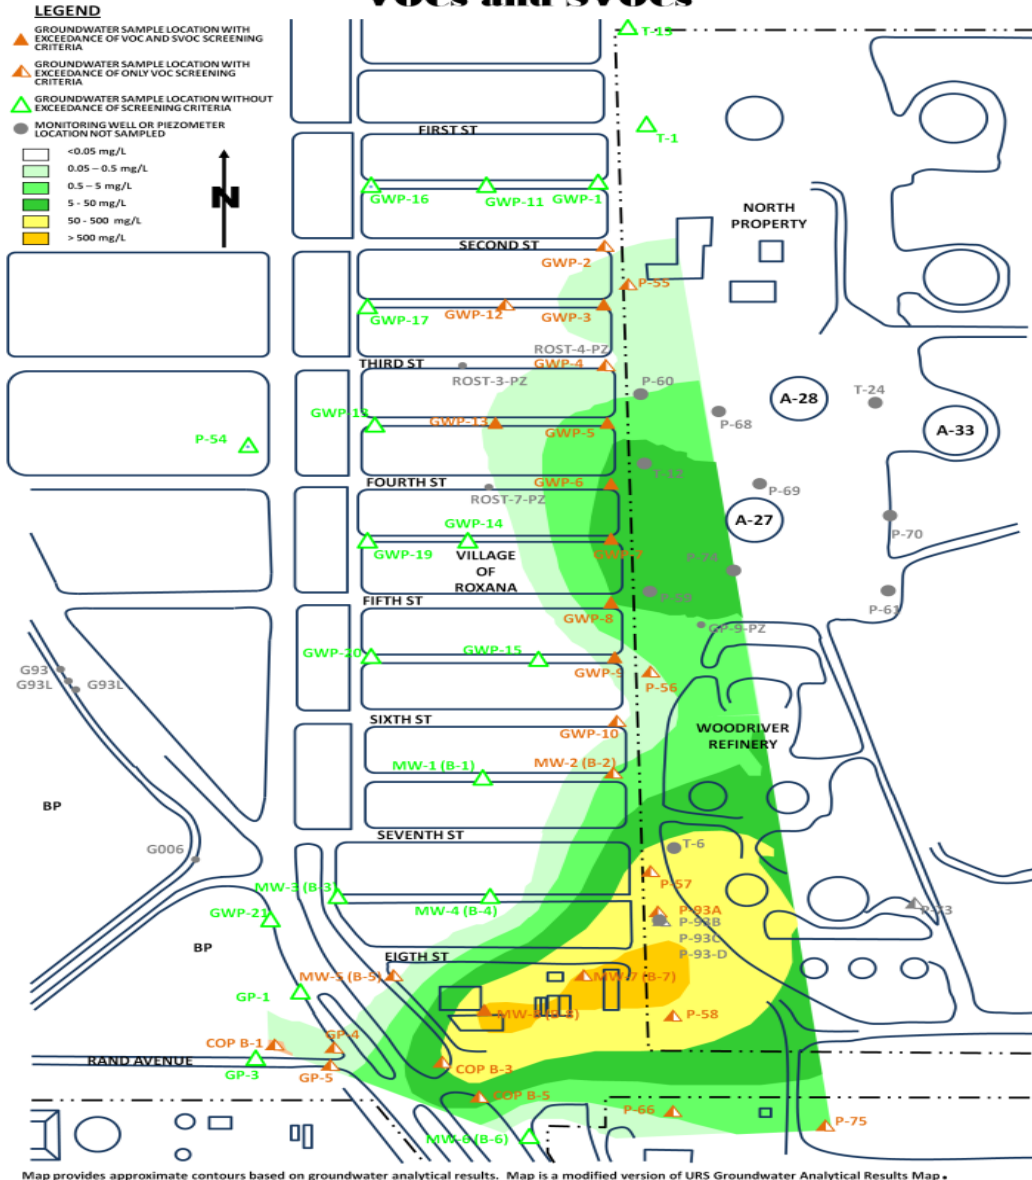 VOCs and SVOCs
LEGEND
GROUNDWATER SAMPLE LOCATION WITH
EXCEEDANCE OF VOC AND SVOC SCREENING
CRITERIA
GROUNDWATER SAMPLE LOCATION WITH
EXCEEDANCE OF ONLY VOC SCREENING
CRITERIA
GROUNDWATER SAMPLE LOCATION WITHOUT
EXCEEDANCE OF SCREENING CRITERIA
MONITORING WELL OR PIEZOMETER
LOCATION NOT SAMPLED
<0.05 mg/L
0.05 – 0.5 mg/L
0.5 – 5 mg/L
5 - 50 mg/L
50 - 500 mg/L
> 500 mg/L
N
T-13
FIRST ST
T-1
GWP-16
GWP-11
GWP-1
NORTH
PROPERTY
SECOND ST
GWP-2
P-55
GWP-17
GWP-12
GWP-3
ROST-4-PZ
THIRD ST
GWP-4
ROST-3-PZ
P-60
A-28
T-24
P-68
GWP-13
GWP-5
A-33
P-54
T-12
FOURTH ST
GWP-6
ROST-7-PZ
P-69
GWP-14
A-27
P-70
GWP-19
VILLAGE
OF
ROXANA
GWP-7
P-74
FIFTH ST
P-59
P-61
GWP-8
GP-9-PZ
GWP-20
GWP-15
GWP-9
G93
G93L
G93L
P-56
SIXTH ST
GWP-10
WOODRIVER
REFINERY
MW-1 (B-1)
MW-2 (B-2)
BP
SEVENTH ST
G006
T-6
P-57
MW-3 (B-3)
MW-4 (B-4)
GWP-21
P-93A
P-93B
P-93C
P-93-D
P-73
BP
EIGTH ST
MW-5 (B-5)
MW-7 (B-7)
GP-1
P-58
COP B-1
GP-4
RAND AVENUE
GP-3
GP-5
COP B-3
COP B-5
P-66
P-75
MW-6 (B-6)
Map provides approximate contours based on groundwater analytical results. Map is a modified version of URS Groundwater Analytical Results Map.